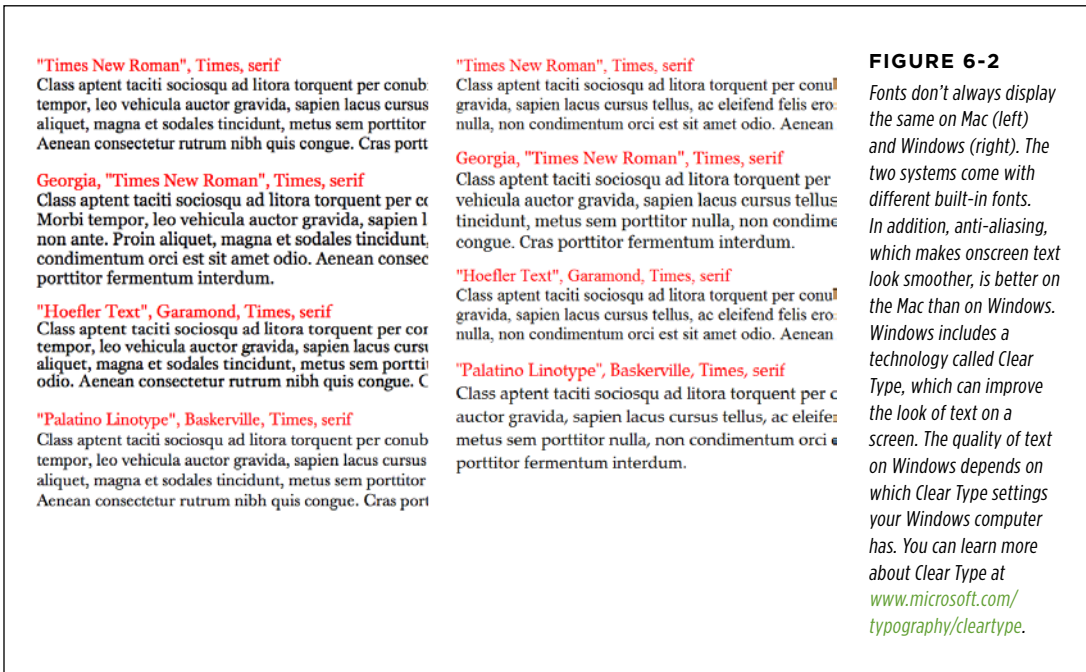 "Times New Roman", Times, serif
Class aptent taciti sociosqu ad litora torquent per
tempor, leo vehicula auctor gravida, sapien lacus cursus
aliquet, magna et sodales tincidunt, metus sem porttitor
Aenean consectetur rutrum nibh quis congue. Cras
Georgia, "Times New Roman", Times, serif
Class aptent taciti sociosqu ad litora torquent per
Morbi tempor, leo vehicula auctor gravida, sapien
non ante. Proin aliquet, magna et sodales tincidunt,
condimentum orci est sit amet odio. Aenean
porttitor fermentum interdum.
"Hoefler Text", Garamond, Times, serif
Class aptent taciti sociosqu ad litora torquent per
tempor, leo vehicula auctor gravida, sapien lacus
aliquet, magna et sodales tincidunt, metus sem
odio. Aenean consectetur rutrum nibh quis congue.
"Palatino Linotype", Baskerville, Times, serif
Class aptent taciti sociosqu ad litora torquent per
tempor, leo vehicula auctor gravida, sapien lacus cursus
aliquet, magna et sodales tincidunt, metus sem porttitor
Aenean consectetur rutrum nibh quis congue. Cras
"Times New Roman", Times, serif
Class aptent taciti sociosqu ad litora torquent per
gravida, sapien lacus cursus tellus, ac eleifend felis
nulla, non condimentum orci est sit amet odio. Aenean
Georgia, "Times New Roman", Times, serif
Class aptent taciti sociosqu ad litora torquent per
vehicula auctor gravida, sapien lacus cursus tellus
tincidunt, metus sem porttitor nulla, non
congue. Cras porttitor fermentum interdum.
"Hoefler Text", Garamond, Times, serif
Class aptent taciti sociosqu ad litora torquent per
gravida, sapien lacus cursus tellus, ac eleifend felis
nulla, non condimentum orci est sit amet odio. Aenean
"Palatino Linotype", Baskerville, Times, serif
Class aptent taciti sociosqu ad litora torquent per
auctor gravida, sapien lacus cursus tellus, ac
metus sem porttitor nulla, non condimentum orci
porttitor fermentum interdum.
FIGURE 6-2
Fonts don't always display
the same on Mac (left)
and Windows (right). The
two systems come with
different built-in fonts.
In addition, anti-aliasing,
which makes onscreen text
look smoother, is better on
the Mac than on Windows.
Windows includes a
technology called Clear
Type, which can improve
the look of text on a
screen. The quality of text
on Windows depends on
which Clear Type settings
your Windows computer
has. You can learn more
about Clear Type at
www.microsoft.com/
typography/cleartype.